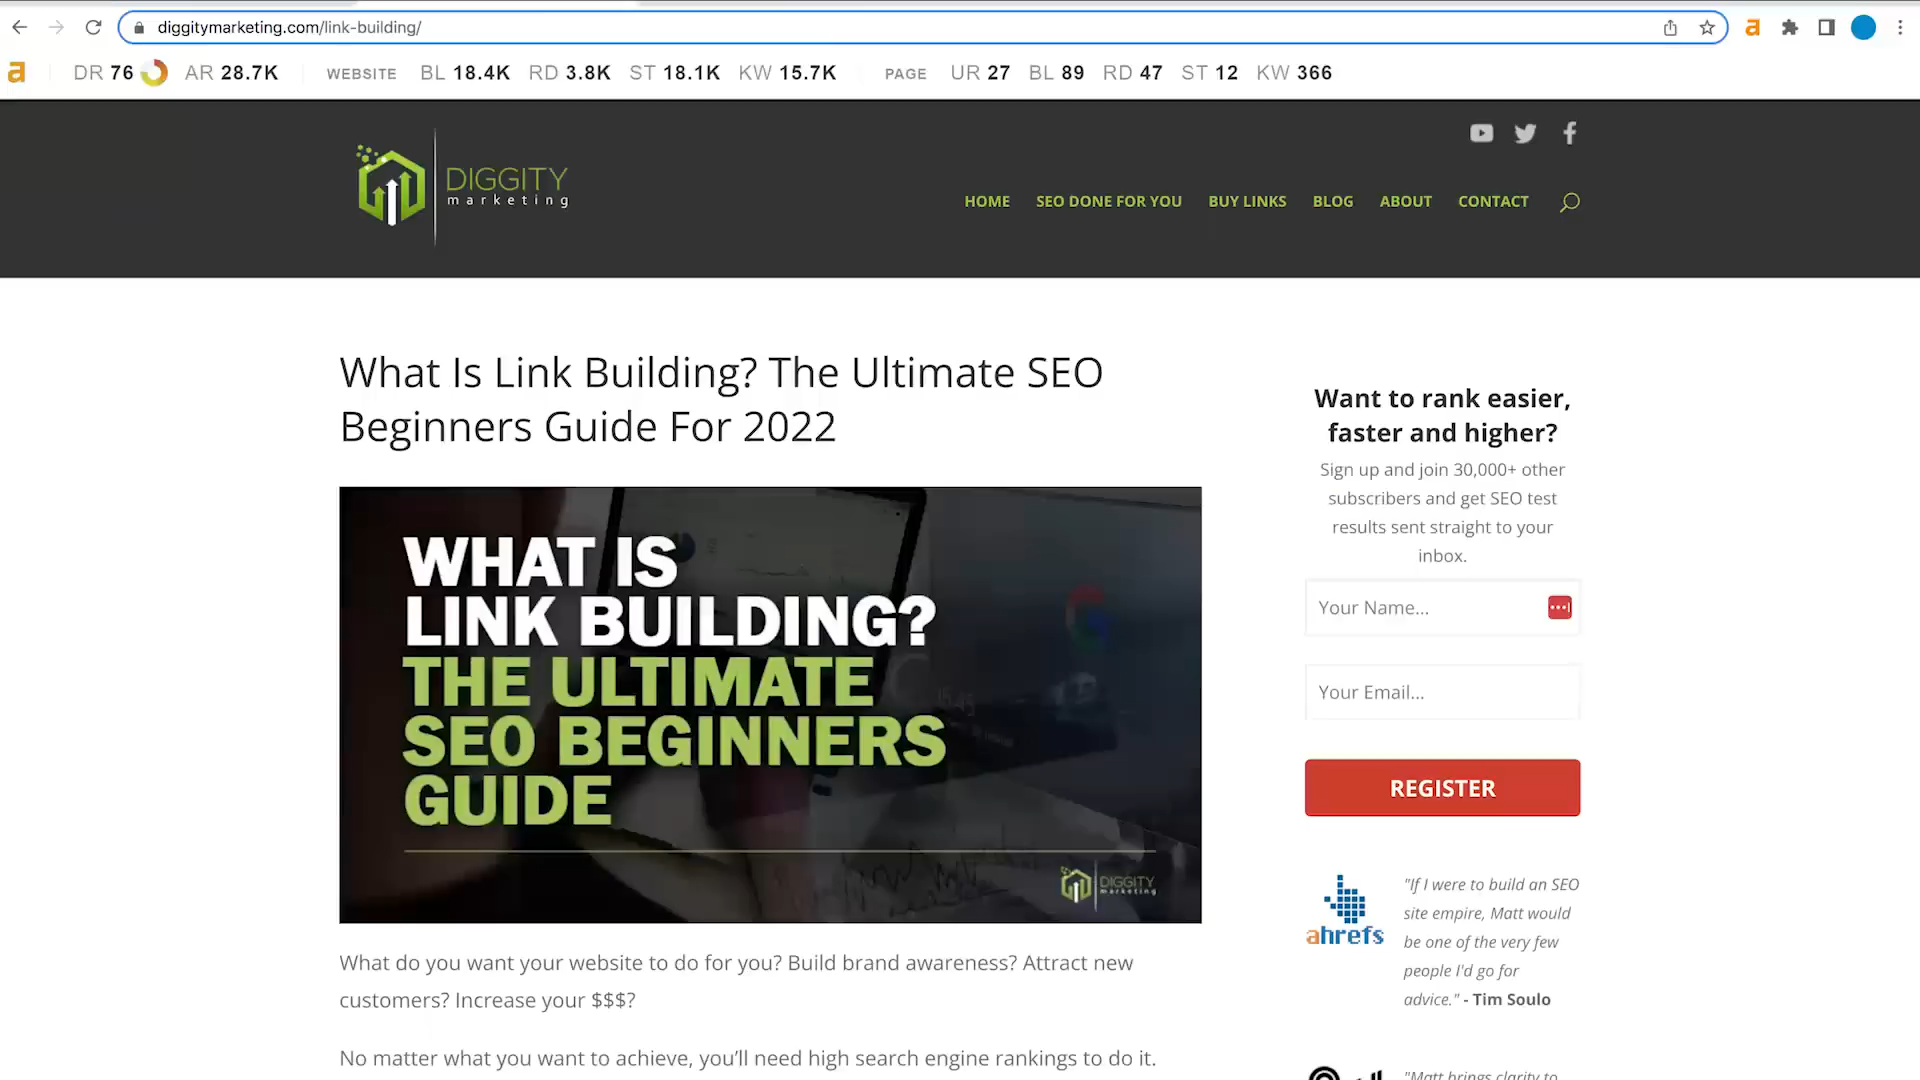 diggitymarketing.com/link-building/
DR 76 AR 28.7K WEBSITE BL 18.4K RD 3.8K ST 18.1K KW 15.7K PAGE UR 27 BL 89 RD 47 ST 12 KW 366
DIGGITY
marketing
HOME SEO DONE FOR YOU BUY LINKS BLOG ABOUT CONTACT
What Is Link Building? The Ultimate SEO
Beginners Guide For 2022
WHAT IS
LINK BUILDING?
THE ULTIMATE
SEO BEGINNERS
GUIDE
DIGGITY
marketing
What do you want your website to do for you? Build brand awareness? Attract new
customers? Increase your $$$?
No matter what you want to achieve, you’ll need high search engine rankings to do it.
Want to rank easier,
faster and higher?
Sign up and join 30,000+ other
subscribers and get SEO test
results sent straight to your
inbox.
Your Name...
Your Email...
REGISTER
ahrefs
"If I were to build an SEO
site empire, Matt would
be one of the very few
people I'd go for
advice." - Tim Soulo
"Matt brings clarity to